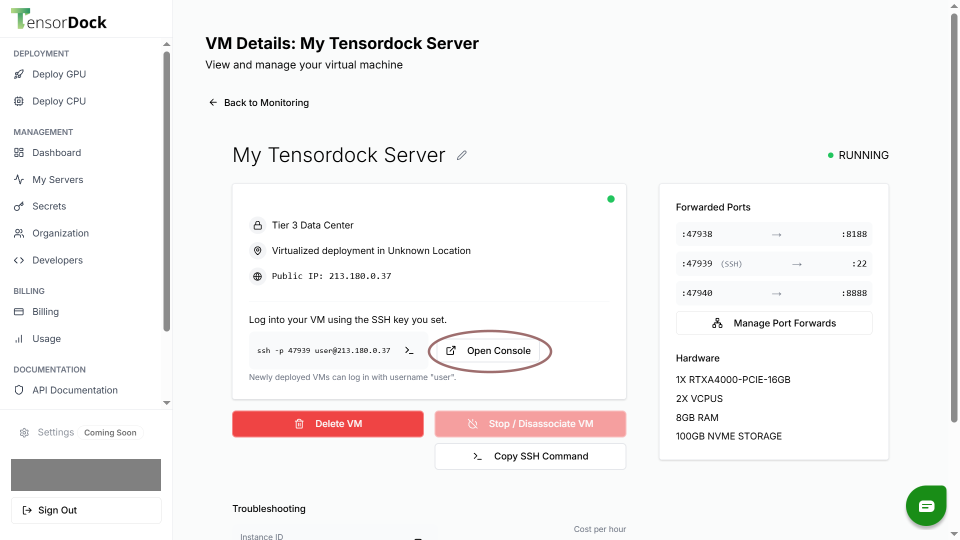 TensorDock
DEPLOYMENT
Deploy GPU
Deploy CPU
MANAGEMENT
Dashboard
My Servers
Secrets
Organization
Developers
BILLING
Billing
Usage
DOCUMENTATION
API Documentation
Settings Coming Soon
Sign Out
VM Details: My Tensordock Server
View and manage your virtual machine
← Back to Monitoring
My Tensordock Server
RUNNING
Tier 3 Data Center
Virtualized deployment in Unknown Location
Public IP: 213.180.0.37
Log into your VM using the SSH key you set.
ssh -p 47939 user@213.180.0.37
Open Console
Newly deployed VMs can log in with username "user".
Delete VM
Stop / Disassociate VM
Copy SSH Command
Forwarded Ports
:47938 → :8188
:47939 (SSH) → :22
:47940 → :8888
Manage Port Forwards
Hardware
1X RTXA4000-PCIE-16GB
2X VCPUS
8GB RAM
100GB NVME STORAGE
Troubleshooting
Instance ID
Cost per hour